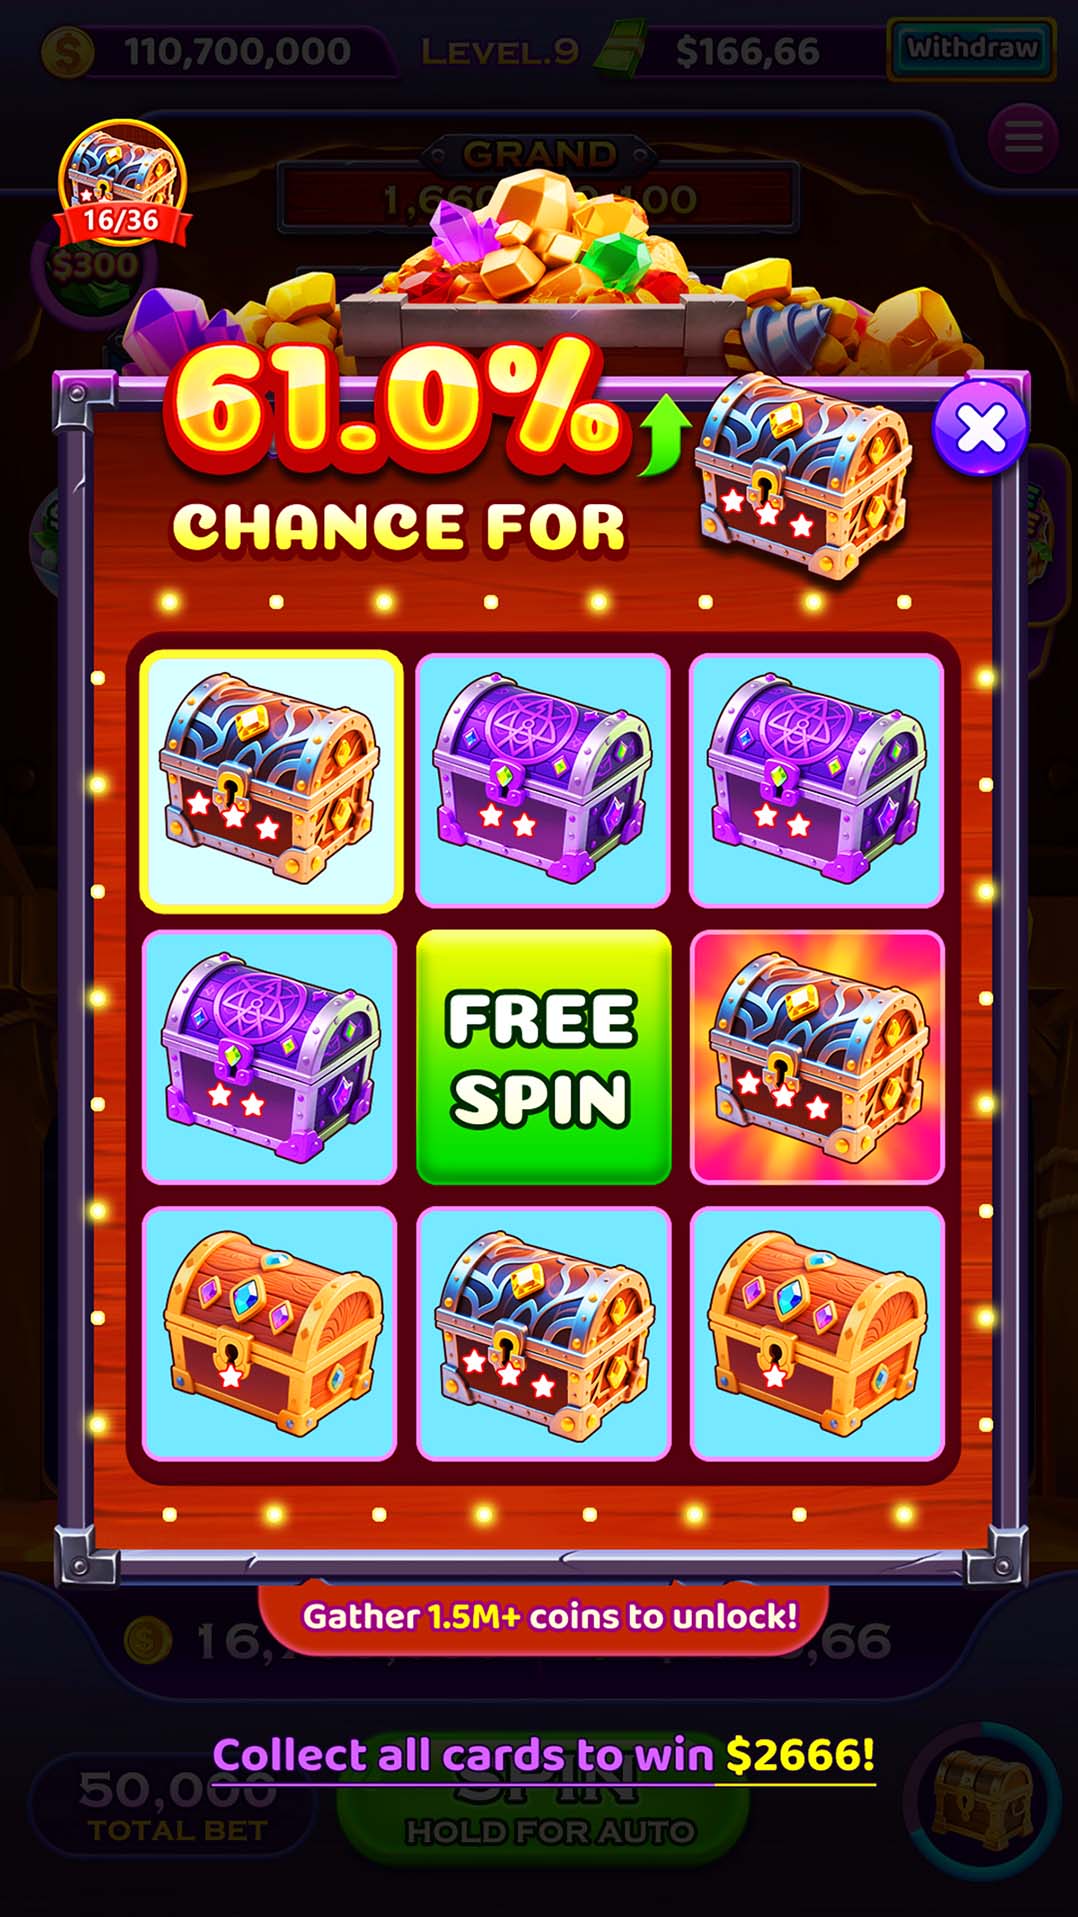 110,700,000 LEVEL.9 $166,66 Withdraw
GRAND
16/36
$300
61.0%
CHANCE FOR
FREE
SPIN
Gather 1.5M+ coins to unlock!
Collect all cards to win $2666!
50,000
SPIN
TOTAL BET
HOLD FOR AUTO